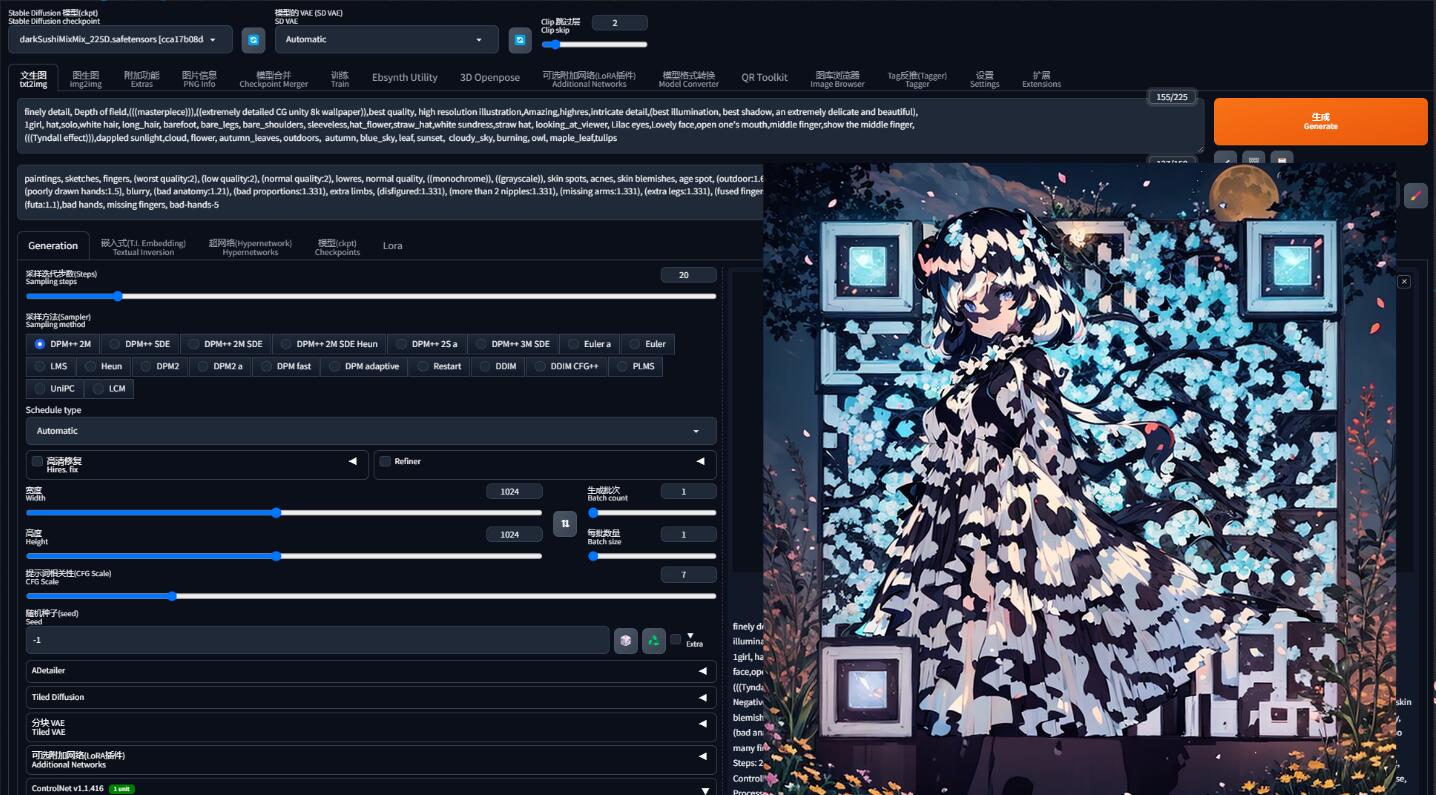 Stable Diffusion 模型(ckpt)
Stable Diffusion checkpoint
darkSushiMixMix_225D.safetensors [cca17b08d
模型的 VAE (SD VAE)
SD VAE
Automatic
Clip 跳过层
Clip skip
2
文生图
txt2img
图生图
img2img
附加功能
Extras
图片信息
PNG Info
模型合并
Checkpoint Merger
训练
Train
Ebsynth Utility
3D Openpose
可选附加网络(LoRA插件)
Additional Networks
模型格式转换
Model Converter
QR Toolkit
图库浏览器
Image Browser
Tag反推(Tagger)
Tagger
设置
Settings
扩展
Extensions
155/225
finely detail, Depth of field,(((masterpiece))),((extremely detailed CG unity 8k wallpaper)),best quality, high resolution illustration,Amazing,highres,intricate detail,(best illumination, best shadow, an extremely delicate and beautiful),
1girl, hat,solo,white hair, long_hair, barefoot, bare_legs, bare_shoulders, sleeveless,hat_flower,straw_hat,white sundress,straw hat, looking_at_viewer, Lilac eyes,Lovely face,open one's mouth,middle finger,show the middle finger,
(((Tyndall effect))),dappled sunlight,cloud, flower, autumn_leaves, outdoors, autumn, blue_sky, leaf, sunset, cloudy_sky, burning, owl, maple_leaf,tulips
生成
Generate
paintings, sketches, fingers, (worst quality:2), (low quality:2), (normal quality:2), lowres, normal quality, ((monochrome)), ((grayscale)), skin spots, acnes, skin blemishes, age spot, (outdoor:1.6
(poorly drawn hands:1.5), blurry, (bad anatomy:1.21), (bad proportions:1.331), extra limbs, (disfigured:1.331), (more than 2 nipples:1.331), (missing arms:1.331), (extra legs:1.331), (fused finger
(futa:1.1),bad hands, missing fingers, bad-hands-5
Generation
嵌入式(T.I. Embedding)
Textual Inversion
超网络(Hypernetwork)
Hypernetworks
模型(ckpt)
Checkpoints
Lora
采样迭代步数(Steps)
Sampling steps
20
采样方法(Sampler)
Sampling method
DPM++ 2M
DPM++ SDE
DPM++ 2M SDE
DPM++ 2M SDE Heun
DPM++ 2S a
DPM++ 3M SDE
Euler a
Euler
LMS
Heun
DPM2
DPM2 a
DPM fast
DPM adaptive
Restart
DDIM
DDIM CFG++
PLMS
UniPC
LCM
Schedule type
Automatic
高清修复
Hires. fix
Refiner
宽度
Width
1024
生成批次
Batch count
1
高度
Height
1024
每批数量
Batch size
1
提示词相关性(CFG Scale)
CFG Scale
7
随机种子(seed)
Seed
-1
Extra
ADetailer
Tiled Diffusion
分块 VAE
Tiled VAE
可选附加网络(LoRA插件)
Additional Networks
ControlNet v1.1.416
1 unit
finely de
illumina
1girl, ha
face,ope
(((Tynda
Negativ
skin
blemish
(bad an
many fi
Steps: 2
Control
Process